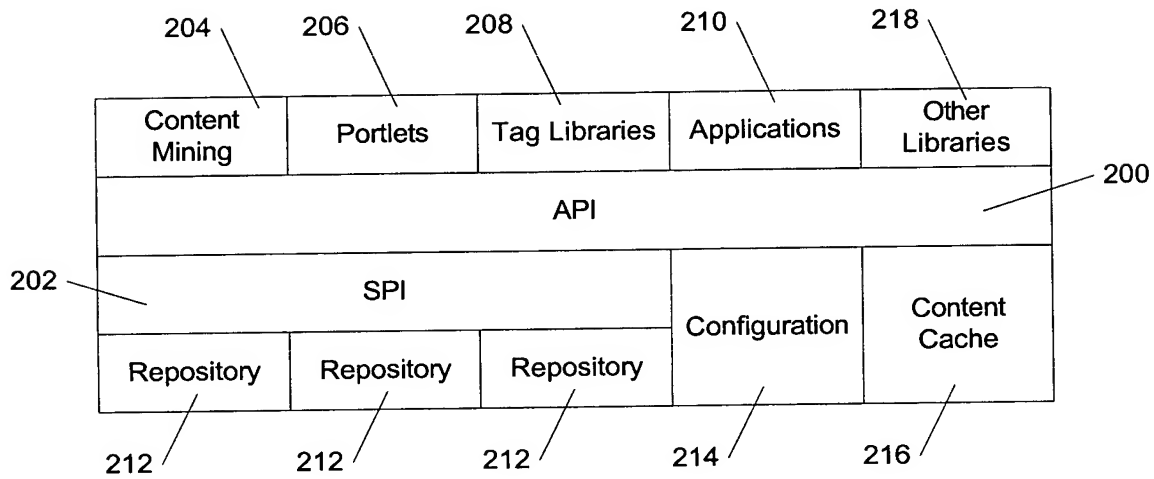 204 206 208 210 218
Content Mining
Portlets
Tag Libraries
Applications
Other Libraries
200
API
202
SPI
Configuration
Content Cache
Repository Repository Repository
212 212 212 214 216